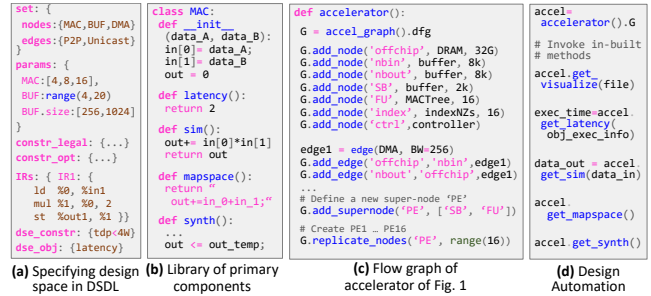 set: {
nodes:{MAC,BUF,DMA}
edges:{P2P,Unicast}
}
params: {
MAC:[4,8,16],
BUF:range(4,20)
BUF.size:[256,1024]
}
constr_legal: {...}
constr_opt: {...}
IRs: { IR1: {
ld %0, %in1
mul %1, %0, 2
st %out1, %1 }}
dse_constr: {tdp<4W}
dse_obj: {latency}
(a) Specifying design
space in DSDL
class MAC:
def __init__
(data_A, data_B):
in[0]= data_A;
in[1]= data_B
out = 0
def latency():
return 2
def sim():
out+= in[0]*in[1]
return out
def mapspace():
return “
out+=in_0+in_1;“
def synth():
...
out <= out_temp;
(b) Library of primary
components
def accelerator():
G = accel_graph().dfg
G.add_node('offchip', DRAM, 32G)
G.add_node('nbin', buffer, 8k)
G.add_node('nbout', buffer, 8k)
G.add_node('SB', buffer, 2k)
G.add_node('FU', MACTree, 16)
G.add_node('index', indexNZs, 16)
G.add_node('ctrl',controller)
edge1 = edge(DMA, BW=256)
G.add_edge('offchip','nbin',edge1)
G.add_edge('nbout','offchip',edge1)
...
# Define a new super-node ‘PE’
G.add_supernode(‘PE’, [‘SB’, ‘FU’])
# Create PE1 … PE16
G.replicate_nodes(‘PE’, range(16))
(c) Flow graph of
accelerator of Fig. 1
accel=
accelerator().G
# Invoke in-built
# methods
accel.get_
visualize(file)
exec_time=accel.
get_latency(
obj_exec_info)
data_out = accel.
get_sim(data_in)
accel.
get_mapspace()
accel.get_synth()
(d) Design
Automation